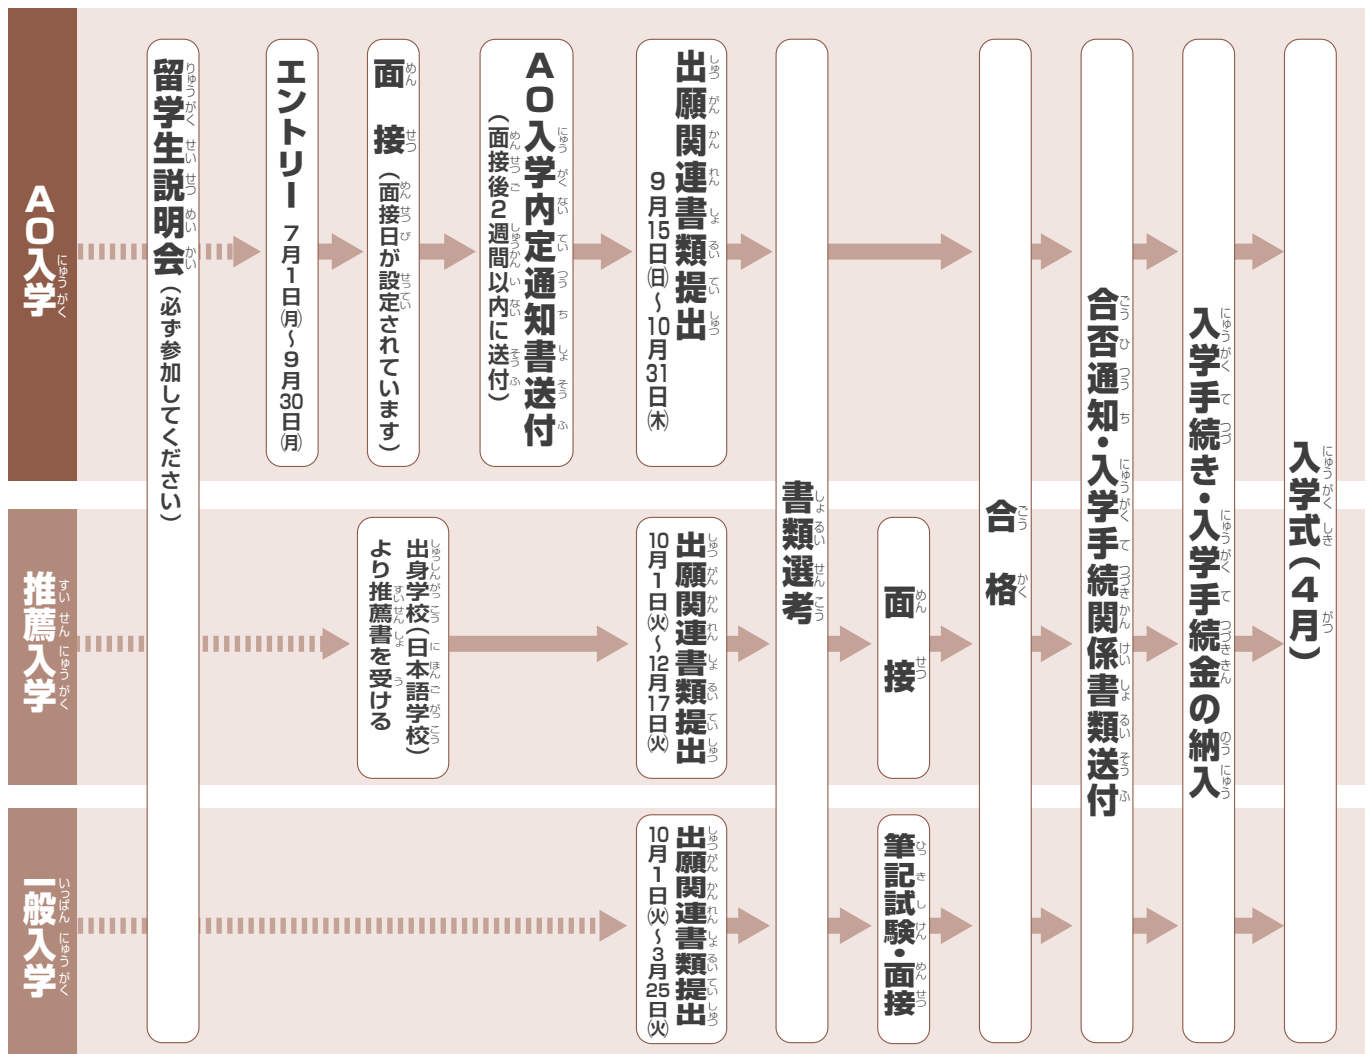 AO入学
留学生説明会（必ず参加してください）
エントリー 7月1日㈪～9月30日㈪
面接（面接日が設定されています）
AO入学内定通知書送付
（面接後2週間以内に送付）
出願関連書類提出
9月15日㈰～10月31日㈭
推薦入学
出身学校（日本語学校）
より推薦書を受ける
出願関連書類提出
10月1日㈫～12月17日㈫
一般入学
出願関連書類提出
10月1日㈫～3月25日㈫
書類選考
面接
筆記試験・面接
合格
合否通知・入学手続関係書類送付
入学手続き・入学手続金の納入
入学式（4月）